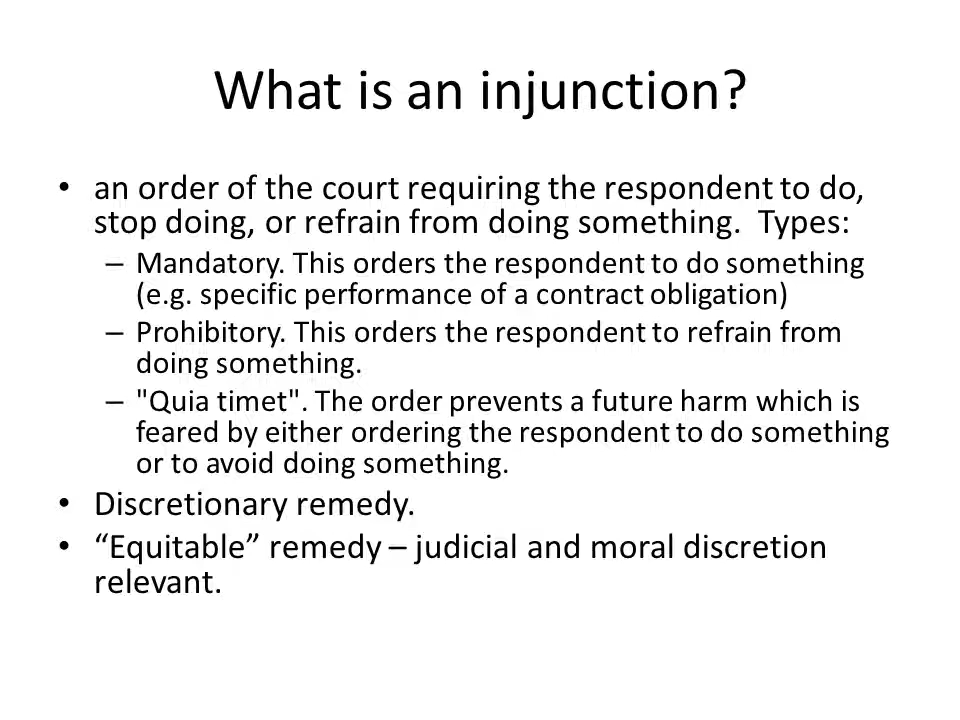 What is an injunction?
• an order of the court requiring the respondent to do,
stop doing, or refrain from doing something.  Types:
– Mandatory. This orders the respondent to do something
(e.g. specific performance of a contract obligation)
– Prohibitory. This orders the respondent to refrain from
doing something.
– "Quia timet". The order prevents a future harm which is
feared by either ordering the respondent to do something
or to avoid doing something.
• Discretionary remedy.
• “Equitable” remedy – judicial and moral discretion
relevant.